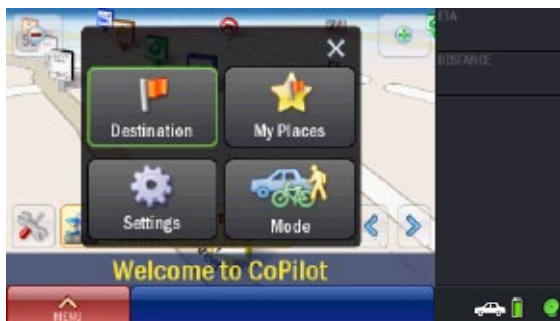 ETA
DISTANCE
Destination
My Places
Settings
Mode
Welcome to CoPilot
MENU